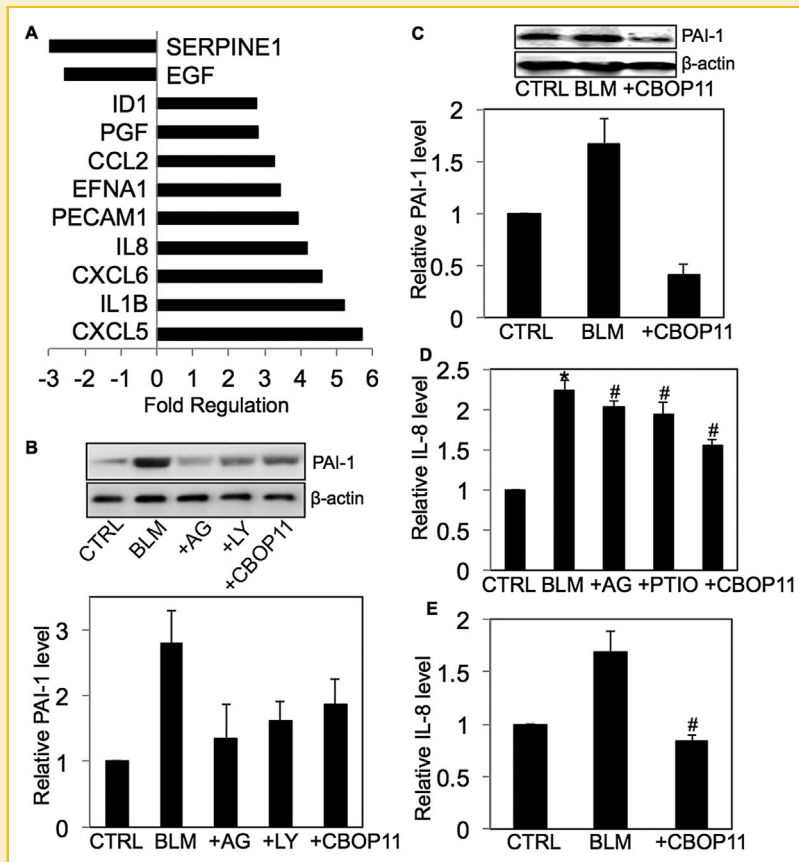 A
SERPINE1
EGF
ID1
PGF
CCL2
EFNA1
PECAM1
IL8
CXCL6
IL1B
CXCL5
-3 -2 -1 0 1 2 3 4 5 6
Fold Regulation
B
PAI-1
β-actin
CTRL BLM +AG +LY +CBOP11
Relative PAI-1 level
3
2
1
0
CTRL BLM +AG +LY +CBOP11
C
PAI-1
β-actin
CTRL BLM +CBOP11
Relative PAI-1 level
2
1.5
1
0.5
0
CTRL BLM +CBOP11
D
Relative IL-8 level
2.5
2
1.5
1
0.5
0
* # # #
CTRL BLM +AG +PTIO +CBOP11
E
Relative IL-8 level
2
1.5
1
0.5
0
#
CTRL BLM +CBOP11